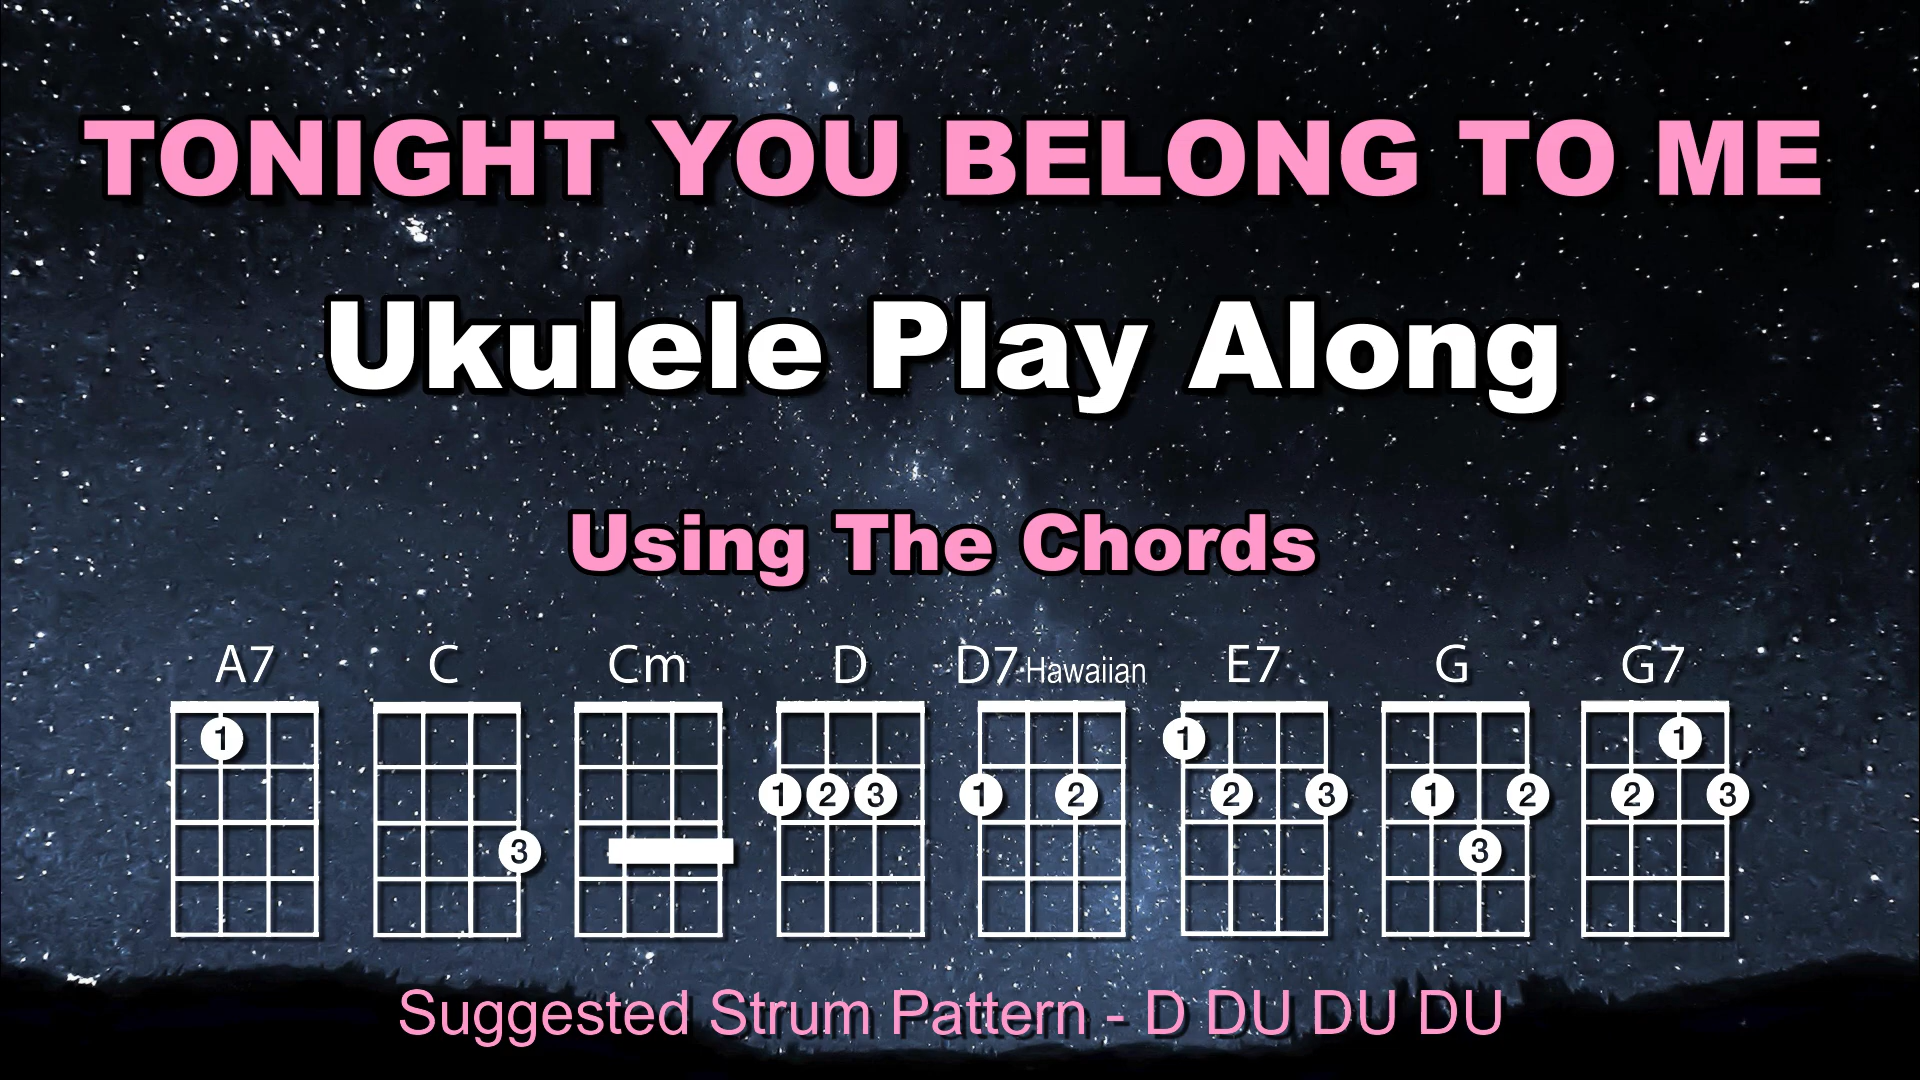 TONIGHT YOU BELONG TO ME
Ukulele Play Along
Using The Chords
A7 C Cm D D7 Hawaiian E7 G G7
1 3 1 2 3 1 2 1 2 3 1 2 3 1 2 3
Suggested Strum Pattern - D DU DU DU